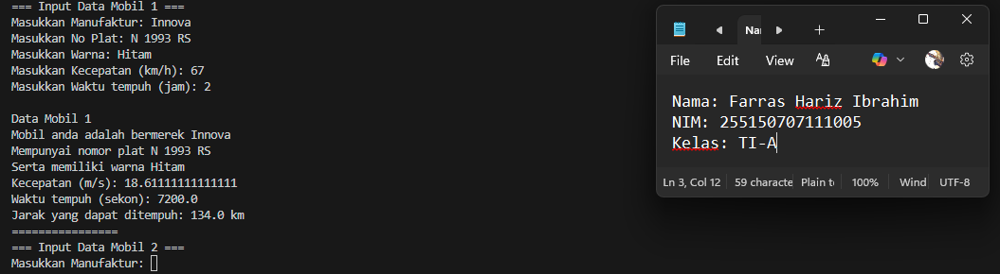 === Input Data Mobil 1 ===
Masukkan Manufaktur: Innova
Masukkan No Plat: N 1993 RS
Masukkan Warna: Hitam
Masukkan Kecepatan (km/h): 67
Masukkan Waktu tempuh (jam): 2
Data Mobil 1
Mobil anda adalah bermerek Innova
Mempunyai nomor plat N 1993 RS
Serta memiliki warna Hitam
Kecepatan (m/s): 18.61111111111111
Waktu tempuh (sekon): 7200.0
Jarak yang dapat ditempuh: 134.0 km
================
=== Input Data Mobil 2 ===
Masukkan Manufaktur:
Nar
File Edit View
Nama: Farras Hariz Ibrahim
NIM: 255150707111005
Kelas: TI-A
Ln 3, Col 12 59 characte Plain t 100% Wind UTF-8